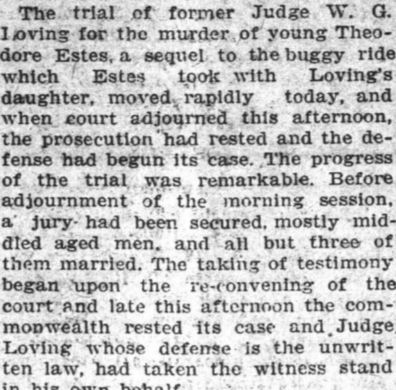 The trial of former Judge W. G.
Loving for the murder of young Theo-
dore Estes, a sequel to the buggy ride
which Estes took with Loving's
daughter, moved rapidly today, and
when court adjourned this afternoon,
the prosecution had rested and the de-
fense had begun its case. The progress
of the trial was remarkable. Before
adjournment of the morning session,
a jury had been secured, mostly mid-
dled aged men, and all but three of
them married. The taking of testimony
began upon the re-convening of the
court and late this afternoon the com-
monwealth rested its case and Judge
Loving whose defense is the unwrit-
ten law, had taken the witness stand
in his own behalf